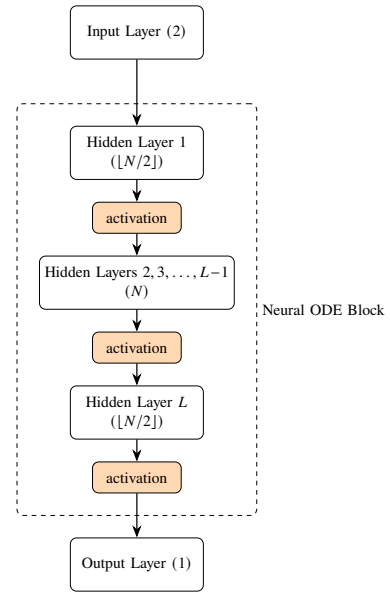 Input Layer (2)
Hidden Layer 1
(⌊N/2⌋)
activation
Hidden Layers 2, 3, . . . , L−1
(N)
activation
Neural ODE Block
Hidden Layer L
(⌊N/2⌋)
activation
Output Layer (1)